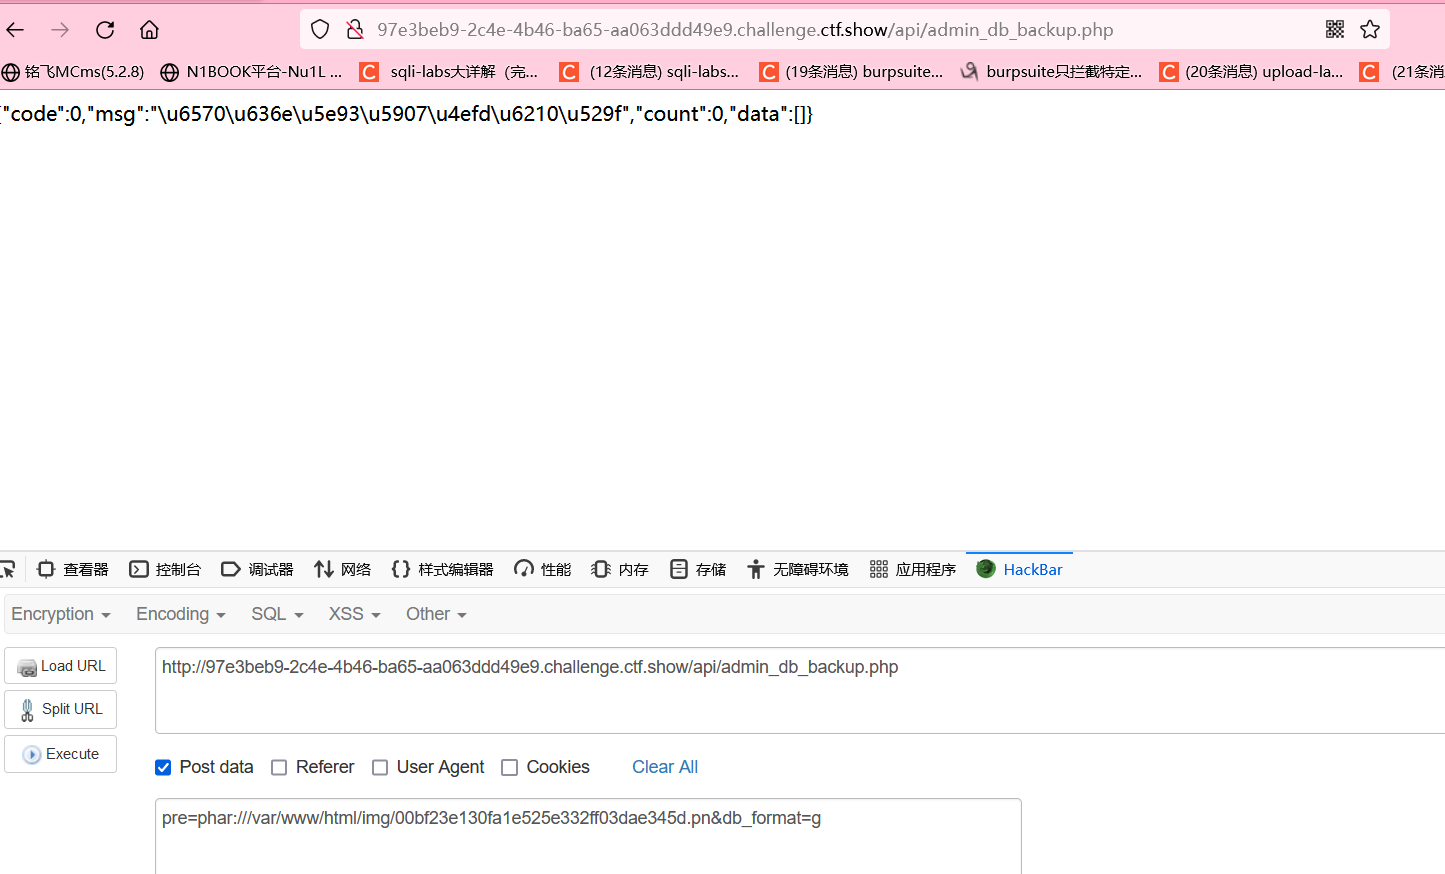 97e3beb9-2c4e-4b46-ba65-aa063ddd49e9.challenge.ctf.show/api/admin_db_backup.php
铭飞MCms(5.2.8) N1BOOK平台-Nu1L ... sqli-labs大详解（完... (12条消息) sqli-labs... (19条消息) burpsuite... burpsuite只拦截特定... (20条消息) upload-la... (21条消
"code":0,"msg":"\u6570\u636e\u5e93\u5907\u4efd\u6210\u529f","count":0,"data":[]}
查看器 控制台 调试器 网络 样式编辑器 性能 内存 存储 无障碍环境 应用程序 HackBar
Encryption Encoding SQL XSS Other
Load URL
http://97e3beb9-2c4e-4b46-ba65-aa063ddd49e9.challenge.ctf.show/api/admin_db_backup.php
Split URL
Execute
Post data Referer User Agent Cookies Clear All
pre=phar:///var/www/html/img/00bf23e130fa1e525e332ff03dae345d.pn&db_format=g